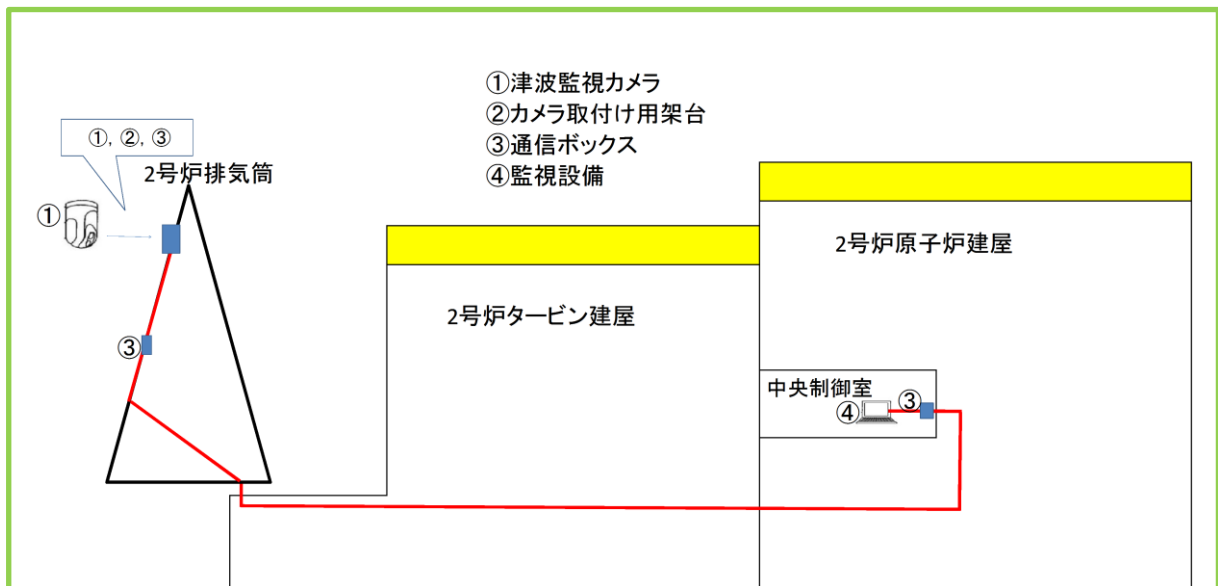 ①津波監視カメラ
②カメラ取付け用架台
③通信ボックス
④監視設備
①, ②, ③
2号炉排気筒
①
③
2号炉タービン建屋
2号炉原子炉建屋
中央制御室
④
③